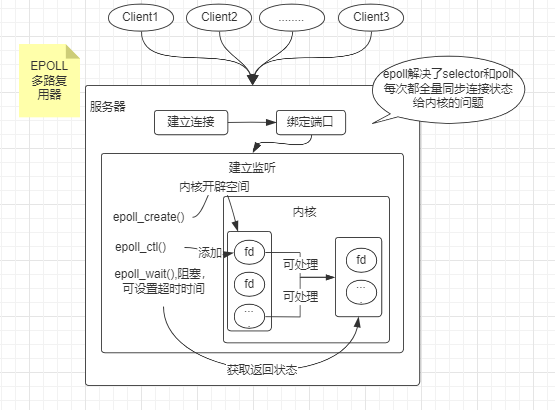 Client1
Client2
........
Client3
EPOLL
多路复
用器
epoll解决了selector和poll
每次都全量同步连接状态
给内核的问题
服务器
建立连接
绑定端口
建立监听
内核开辟空间
内核
epoll_create()
epoll_ctl()
添加
fd
可处理
fd
epoll_wait(),阻塞，
可设置超时时间
fd
可处理
...
.
...
.
获取返回状态